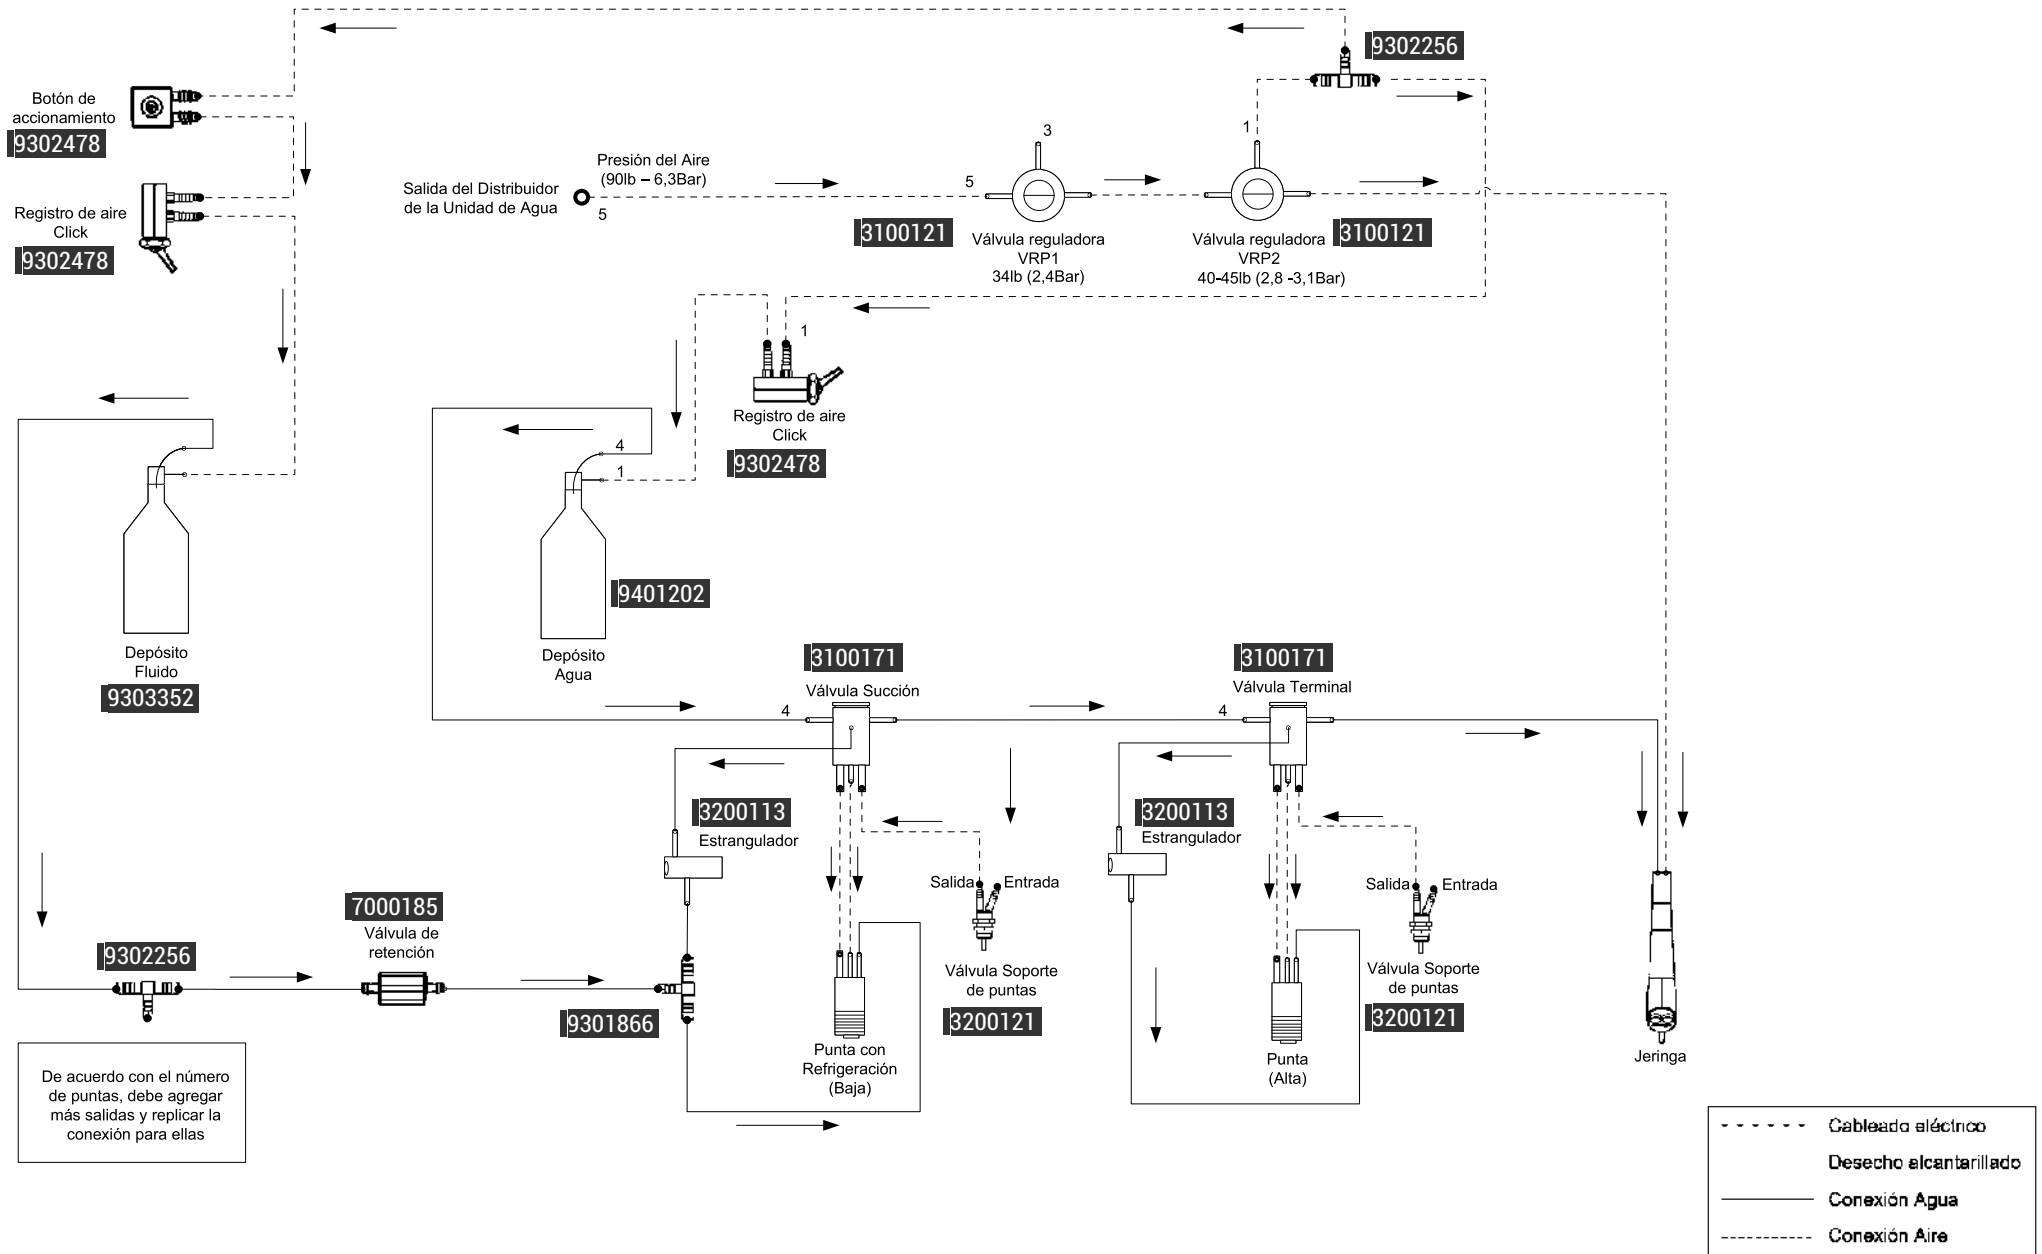 9302256
Botón de
accionamiento
9302478
Registro de aire
Click
9302478
Salida del Distribuidor
de la Unidad de Agua
5
Presión del Aire
(90lb – 6,3Bar)
5
3
3100121
Válvula reguladora
VRP1
34lb (2,4Bar)
1
Válvula reguladora
VRP2
40-45lb (2,8 -3,1Bar)
3100121
1
Registro de aire
Click
9302478
4
1
9401202
Depósito
Agua
Depósito
Fluido
9303352
3100171
Válvula Succión
4
3100171
Válvula Terminal
4
3200113
Estrangulador
3200113
Estrangulador
Salida
Entrada
Válvula Soporte
de puntas
3200121
Salida
Entrada
Válvula Soporte
de puntas
3200121
7000185
Válvula de
retención
9302256
9301866
Punta con
Refrigeración
(Baja)
Punta
(Alta)
Jeringa
De acuerdo con el número
de puntas, debe agregar
más salidas y replicar la
conexión para ellas
Cableado eléctrico
Desecho alcantarillado
Conexión Agua
Conexión Aire